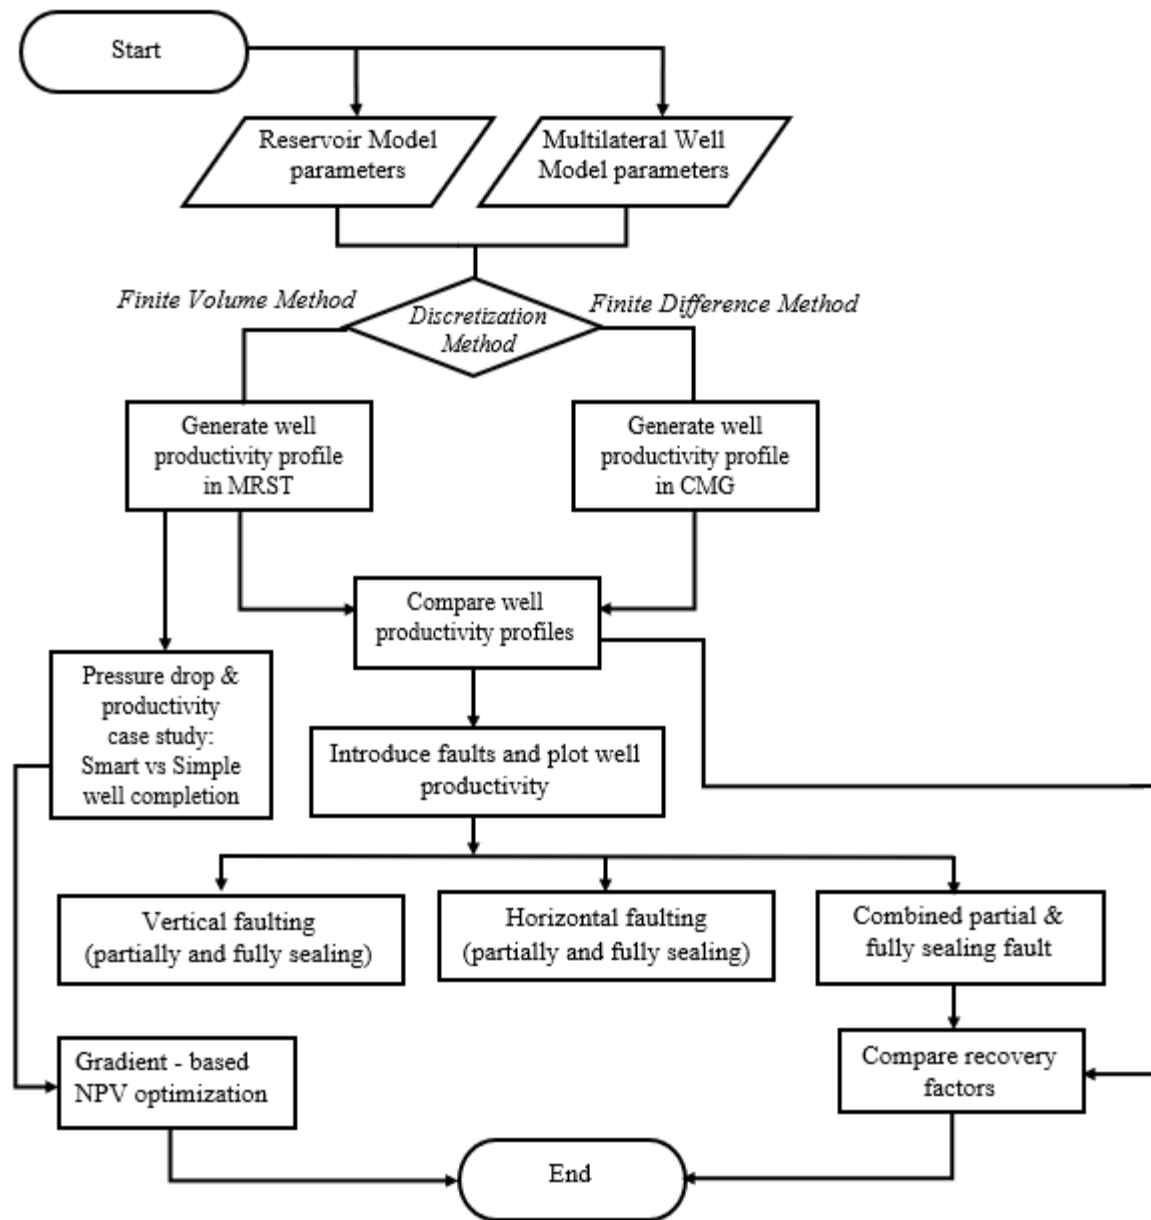 Start
Reservoir Model
parameters
Multilateral Well
Model parameters
Finite Volume Method
Finite Difference Method
Discretization
Method
Generate well
productivity profile
in MRST
Generate well
productivity profile
in CMG
Compare well
productivity profiles
Pressure drop &
productivity
case study:
Smart vs Simple
well completion
Introduce faults and plot well
productivity
Vertical faulting
(partially and fully sealing)
Horizontal faulting
(partially and fully sealing)
Combined partial &
fully sealing fault
Gradient - based
NPV optimization
Compare recovery
factors
End